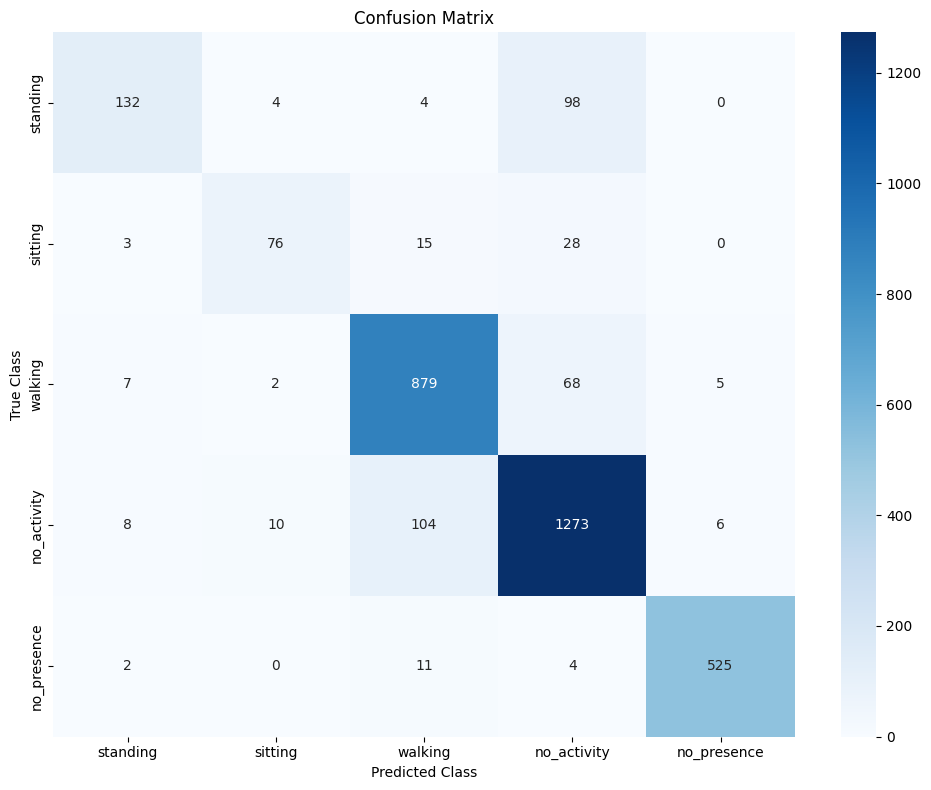 Confusion Matrix
True Class
standing
132 4 4 98 0
sitting
3 76 15 28 0
walking
7 2 879 68 5
no_activity
8 10 104 1273 6
no_presence
2 0 11 4 525
standing sitting walking no_activity no_presence
Predicted Class
1200
1000
800
600
400
200
0